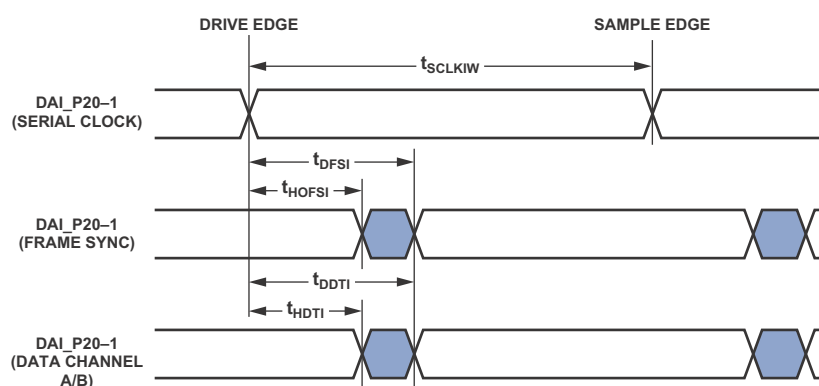 DRIVE EDGE
SAMPLE EDGE
tSCLKIW
DAI_P20–1
(SERIAL CLOCK)
tDFSI
tHOFSI
DAI_P20–1
(FRAME SYNC)
tDDTI
tHDTI
DAI_P20–1
(DATA CHANNEL
A/B)